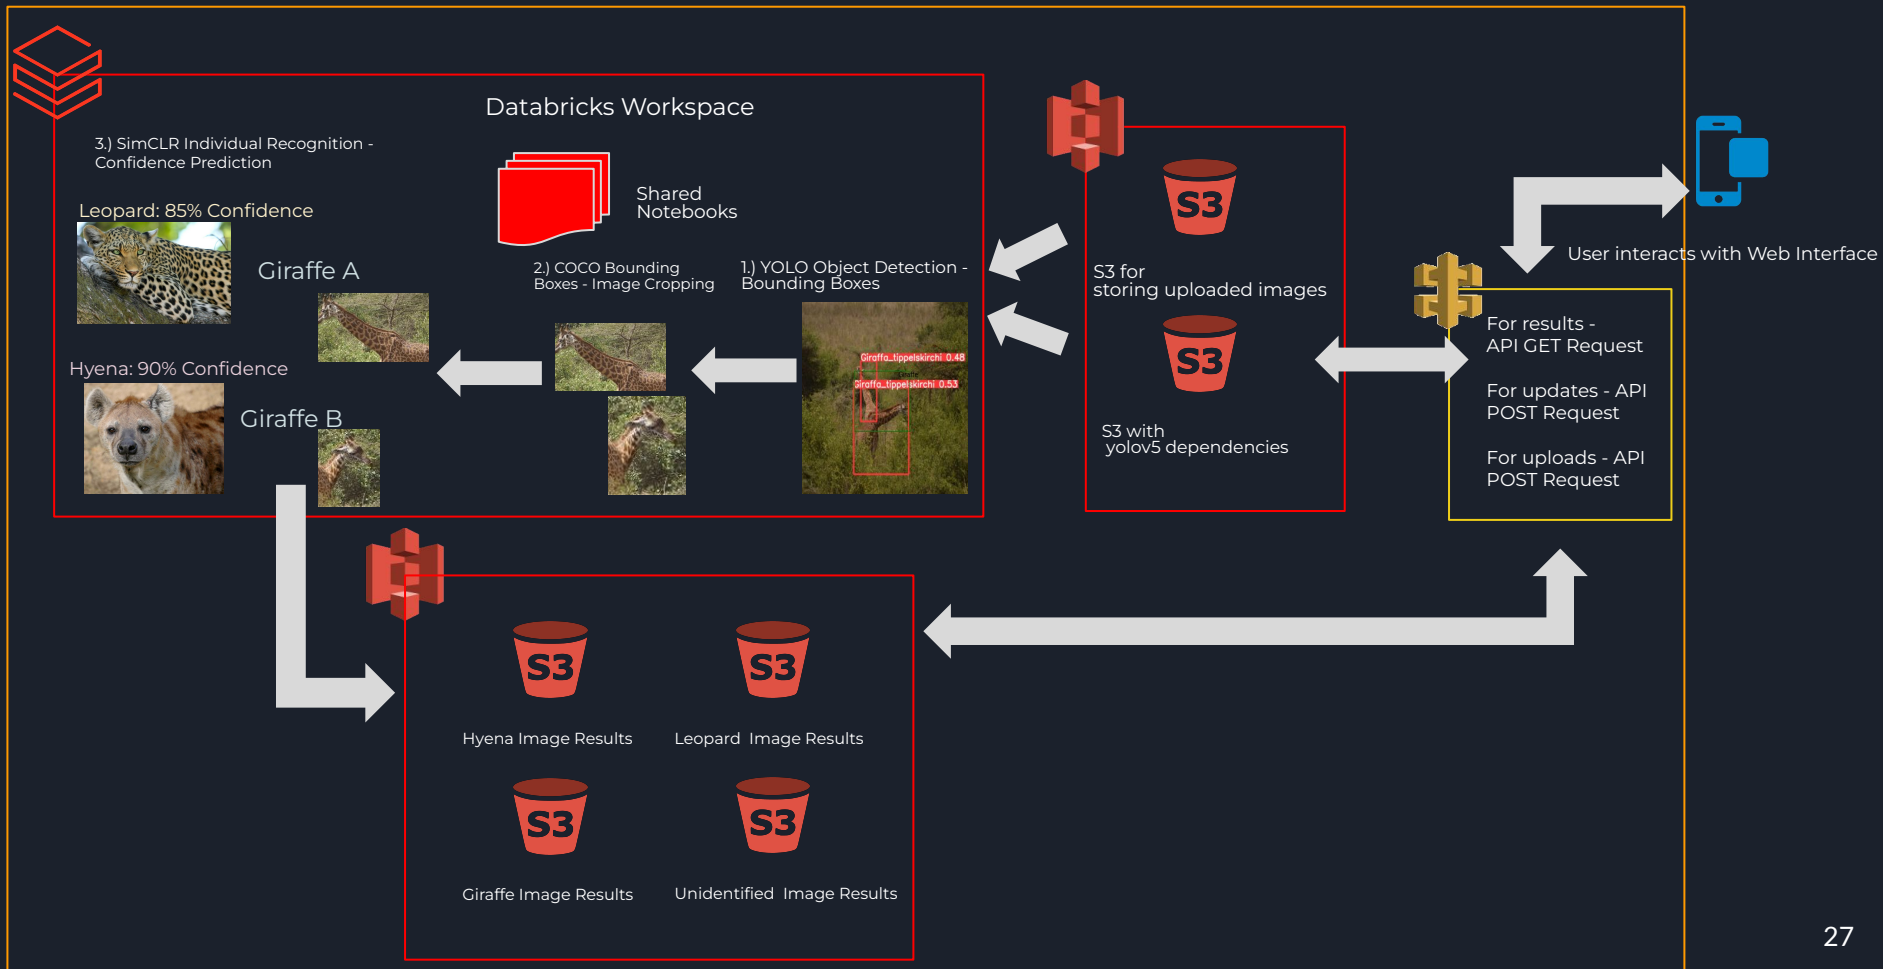 Databricks Workspace
3.) SimCLR Individual Recognition -
Confidence Prediction
Leopard: 85% Confidence
Giraffe A
Hyena: 90% Confidence
Giraffe B
Shared
Notebooks
2.) COCO Bounding
Boxes - Image Cropping
1.) YOLO Object Detection -
Bounding Boxes
Giraffa_tippelskirchi 0.48
Giraffa_tippelskirchi 0.53
S3
S3 for
storing uploaded images
S3
S3 with
yolov5 dependencies
User interacts with Web Interface
For results -
API GET Request
For updates - API
POST Request
For uploads - API
POST Request
S3
S3
Hyena Image Results
Leopard Image Results
S3
S3
Giraffe Image Results
Unidentified Image Results
27